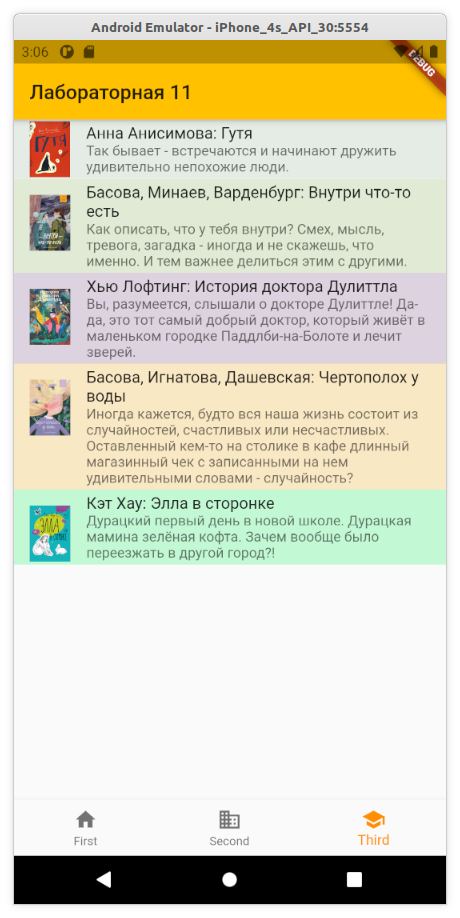 Android Emulator - iPhone_4s_API_30:5554
3:06
DEBUG
Лабораторная 11
Анна Анисимова: Гутя
Так бывает - встречаются и начинают дружить
удивительно непохожие люди.
Басова, Минаев, Варденбург: Внутри что-то
есть
Как описать, что у тебя внутри? Смех, мысль,
тревога, загадка - иногда и не скажешь, что
именно. И тем важнее делиться этим с другими.
Хью Лофтинг: История доктора Дулиттла
Вы, разумеется, слышали о докторе Дулиттле! Да-
да, это тот самый добрый доктор, который живёт в
маленьком городке Паддлби-на-Болоте и лечит
зверей.
Басова, Игнатова, Дашевская: Чертополох у
воды
Иногда кажется, будто вся наша жизнь состоит из
случайностей, счастливых или несчастливых.
Оставленный кем-то на столике в кафе длинный
магазинный чек с записанными на нем
удивительными словами - случайность?
ЭЛЛА
Кэт Хау: Элла в сторонке
Дурацкий первый день в новой школе. Дурацкая
мамина зелёная кофта. Зачем вообще было
переезжать в другой город?!
First
Second
Third